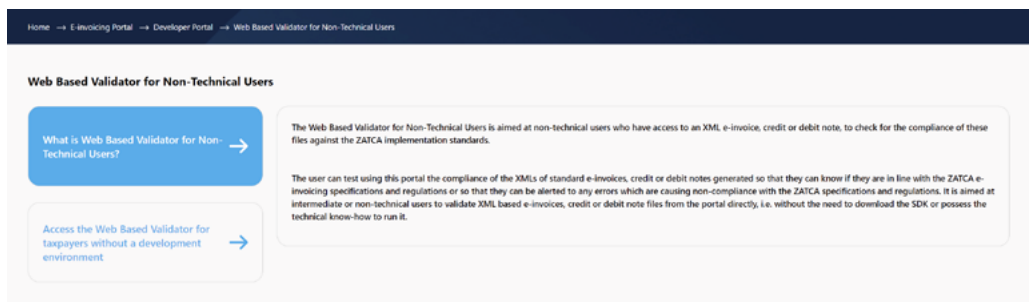 Home → E-invoicing Portal → Developer Portal → Web Based Validator for Non-Technical Users
Web Based Validator for Non-Technical Users
What is Web Based Validator for Non-
Technical Users?
Access the Web Based Validator for
taxpayers without a development
environment
The Web Based Validator for Non-Technical Users is aimed at non-technical users who have access to an XML e-invoice, credit or debit note, to check for the compliance of these
files against the ZATCA implementation standards.
The user can test using this portal the compliance of the XMLs of standard e-invoices, credit or debit notes generated so that they can know if they are in line with the ZATCA e-
invoicing specifications and regulations or so that they can be alerted to any errors which are causing non-compliance with the ZATCA specifications and regulations. It is aimed at
intermediate or non-technical users to validate XML based e-invoices, credit or debit note files from the portal directly, i.e. without the need to download the SDK or possess the
technical know-how to run it.